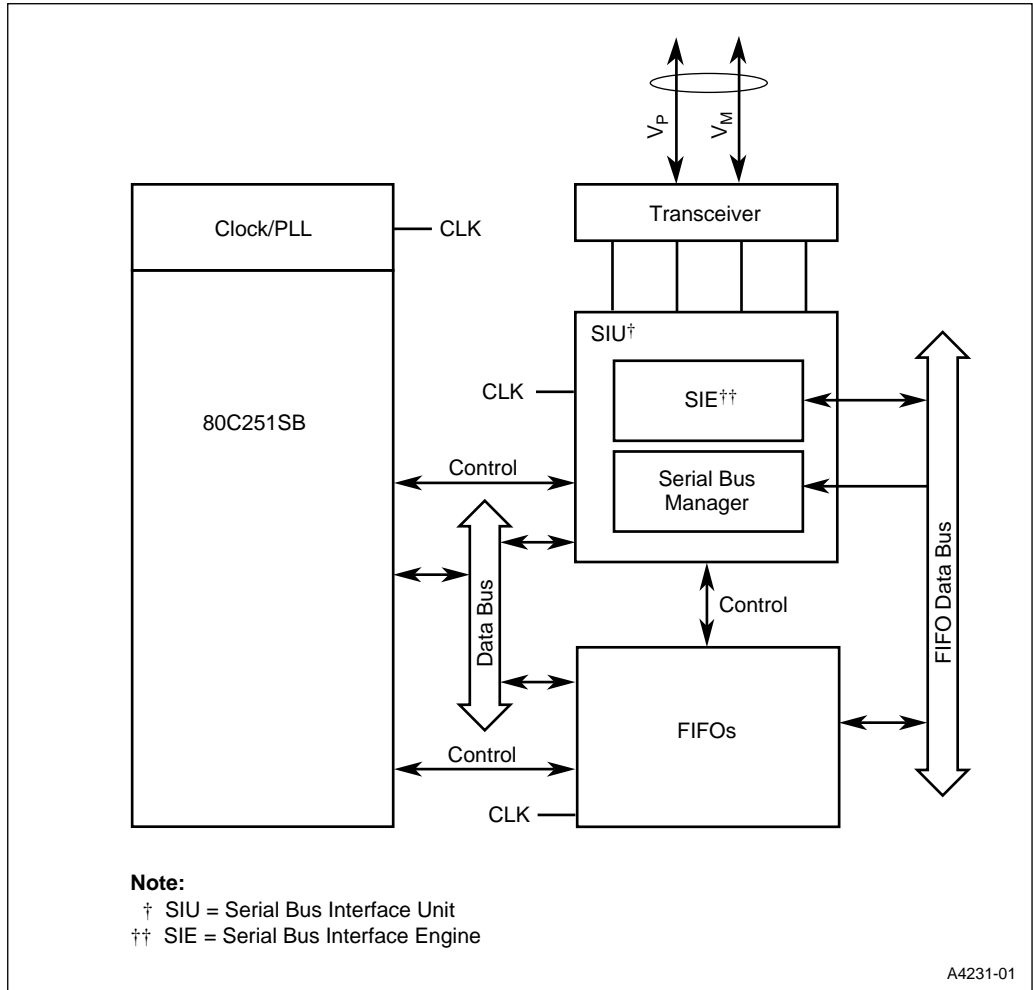 V_P
V_M
Clock/PLL
CLK
Transceiver
SIU†
CLK
SIE††
80C251SB
Control
Serial Bus
Manager
Data Bus
Control
FIFO Data Bus
FIFOs
Control
CLK
Note:
† SIU = Serial Bus Interface Unit
†† SIE = Serial Bus Interface Engine
A4231-01